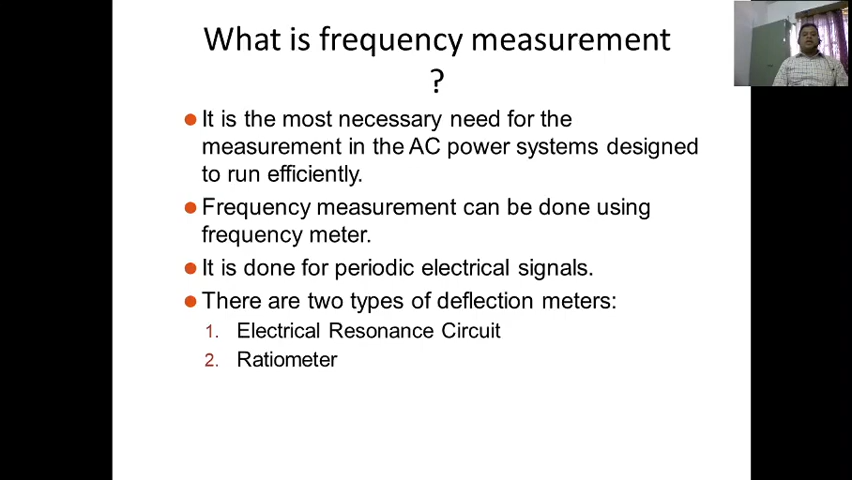 What is frequency measurement
?
It is the most necessary need for the
measurement in the AC power systems designed
to run efficiently.
Frequency measurement can be done using
frequency meter.
It is done for periodic electrical signals.
There are two types of deflection meters:
1. Electrical Resonance Circuit
2. Ratiometer